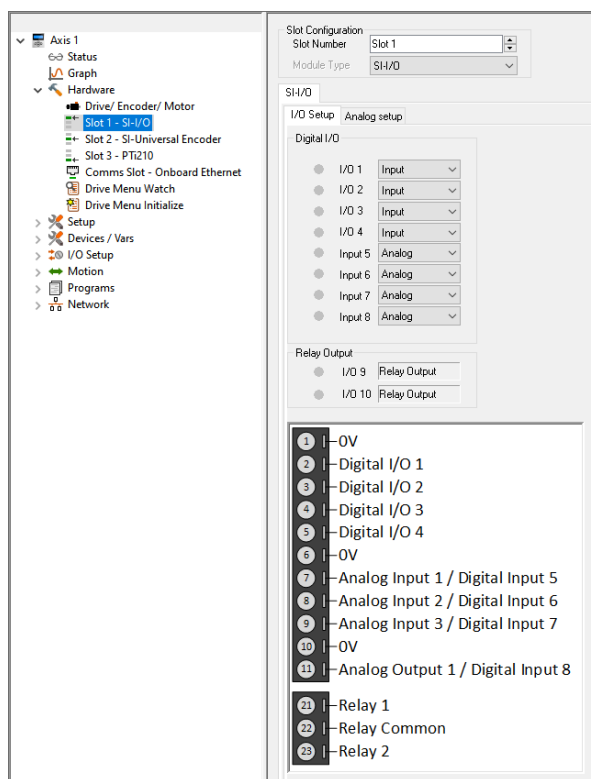 Axis 1
Status
Graph
Hardware
Drive/ Encoder/ Motor
Slot 1 - SI-I/O
Slot 2 - SI-Universal Encoder
Slot 3 - PTi210
Comms Slot - Onboard Ethernet
Drive Menu Watch
Drive Menu Initialize
Setup
Devices / Vars
I/O Setup
Motion
Programs
Network
Slot Configuration
Slot Number Slot 1
Module Type SI-I/O
SI-I/O
I/O Setup Analog setup
Digital I/O
I/O 1 Input
I/O 2 Input
I/O 3 Input
I/O 4 Input
Input 5 Analog
Input 6 Analog
Input 7 Analog
Input 8 Analog
Relay Output
I/O 9 Relay Output
I/O 10 Relay Output
1 0V
2 Digital I/O 1
3 Digital I/O 2
4 Digital I/O 3
5 Digital I/O 4
6 0V
7 Analog Input 1 / Digital Input 5
8 Analog Input 2 / Digital Input 6
9 Analog Input 3 / Digital Input 7
10 0V
11 Analog Output 1 / Digital Input 8
21 Relay 1
22 Relay Common
23 Relay 2